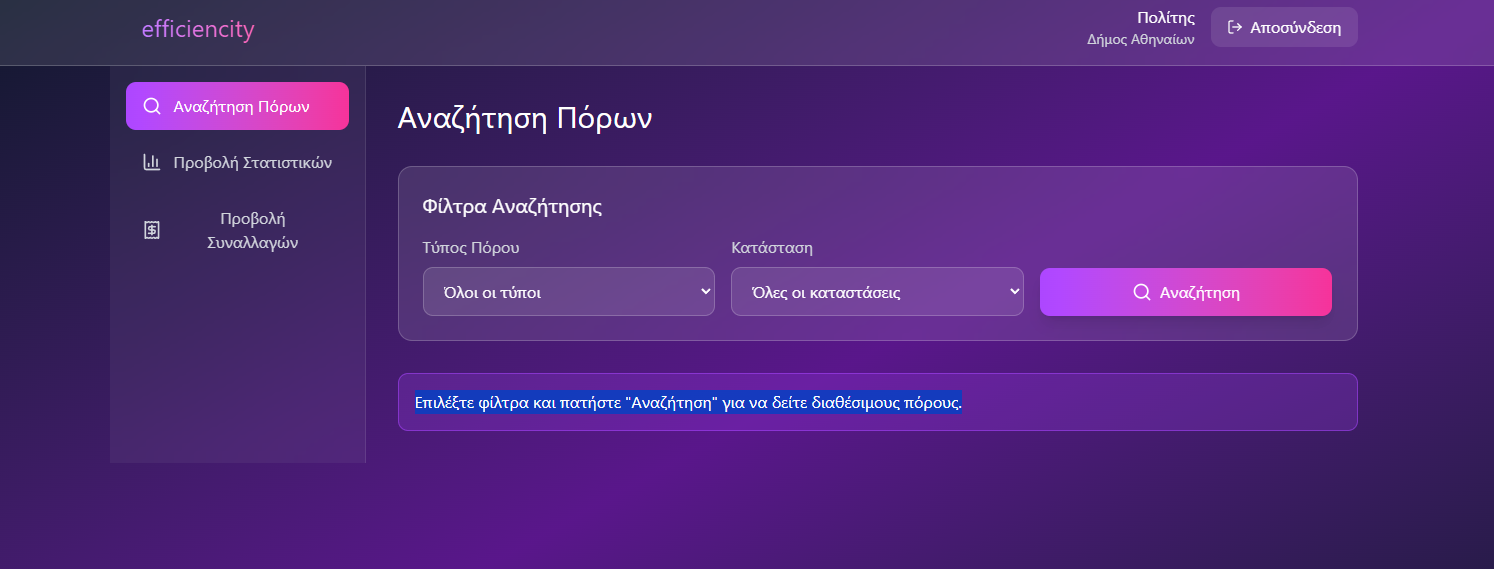 efficiencity
Πολίτης
Δήμος Αθηναίων
Αποσύνδεση
Αναζήτηση Πόρων
Προβολή Στατιστικών
Προβολή
Συναλλαγών
Αναζήτηση Πόρων
Φίλτρα Αναζήτησης
Τύπος Πόρου
Κατάσταση
Όλοι οι τύποι
Όλες οι καταστάσεις
Αναζήτηση
Επιλέξτε φίλτρα και πατήστε "Αναζήτηση" για να δείτε διαθέσιμους πόρους.